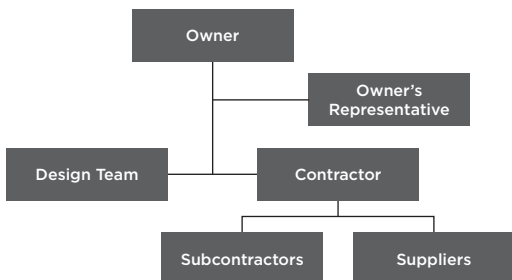 Owner
Owner’s
Representative
Design Team
Contractor
Subcontractors
Suppliers